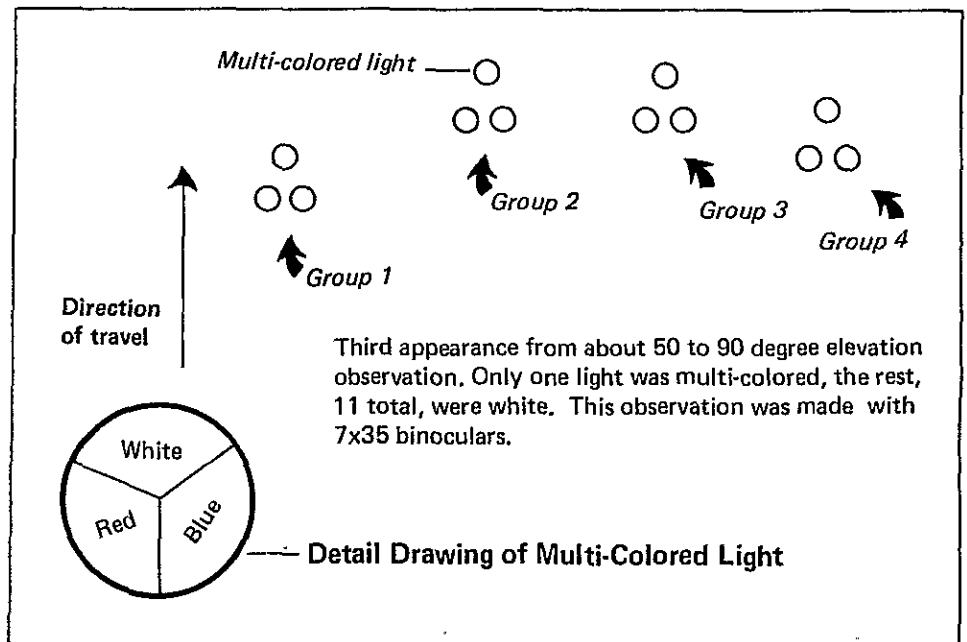 Multi-colored light
Group 1
Group 2
Group 3
Group 4
Direction
of travel
Third appearance from about 50 to 90 degree elevation
observation. Only one light was multi-colored, the rest,
11 total, were white. This observation was made with
7x35 binoculars.
White
Red
Blue
Detail Drawing of Multi-Colored Light